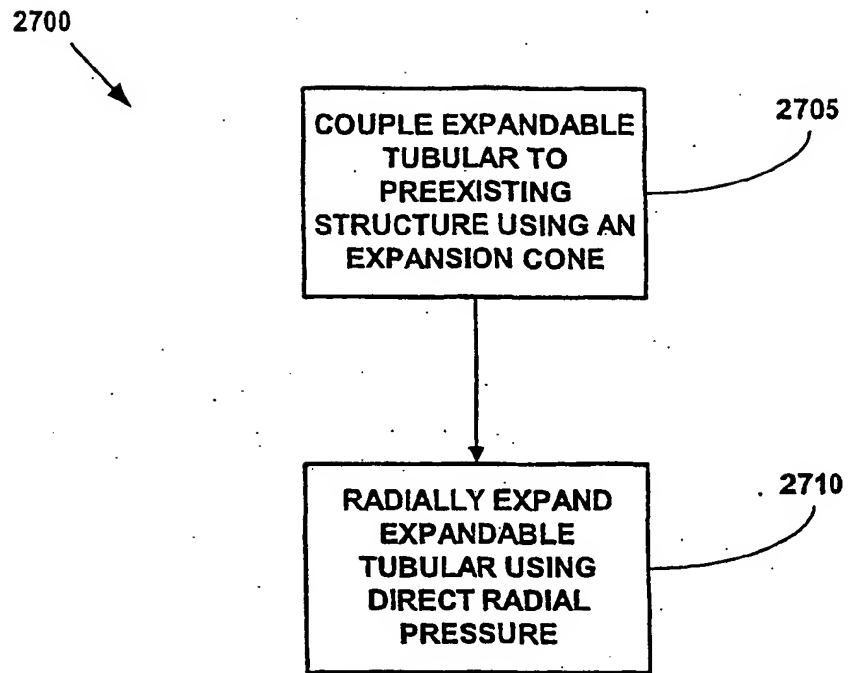 2700
COUPLE EXPANDABLE
TUBULAR TO
PREEXISTING
STRUCTURE USING AN
EXPANSION CONE
2705
RADIALLY EXPAND
EXPANDABLE
TUBULAR USING
DIRECT RADIAL
PRESSURE
2710